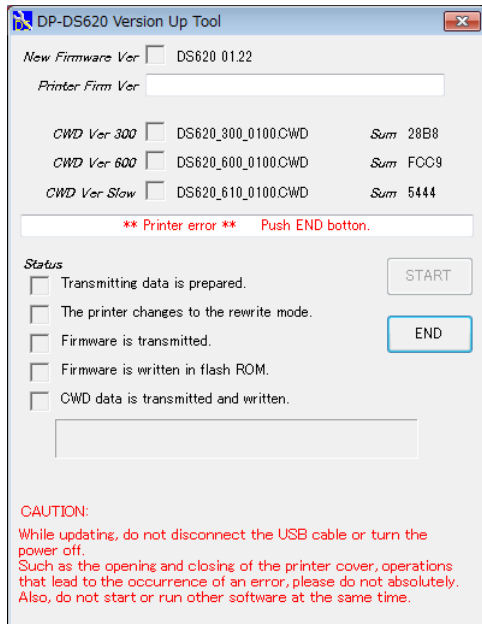 DP-DS620 Version Up Tool
New Firmware Ver DS620 01.22
Printer Firm Ver
CWD Ver 300 DS620_300_0100.CWD Sum 28B8
CWD Ver 600 DS620_600_0100.CWD Sum FCC9
CWD Ver Slow DS620_610_0100.CWD Sum 5444
** Printer error ** Push END botton.
Status
Transmitting data is prepared.
START
The printer changes to the rewrite mode.
END
Firmware is transmitted.
Firmware is written in flash ROM.
CWD data is transmitted and written.
CAUTION:
While updating, do not disconnect the USB cable or turn the
power off.
Such as the opening and closing of the printer cover, operations
that lead to the occurrence of an error, please do not absolutely.
Also, do not start or run other software at the same time.